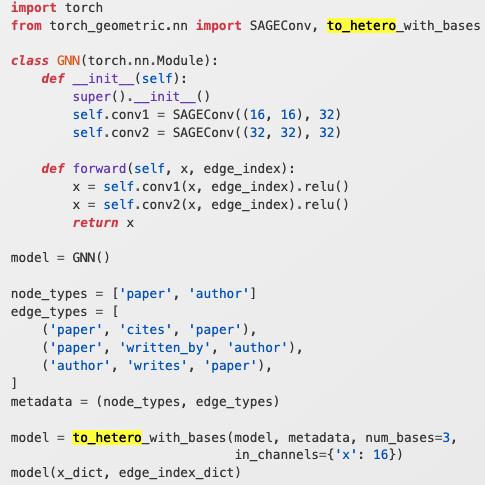 import torch
from torch_geometric.nn import SAGEConv, to_hetero_with_bases

class GNN(torch.nn.Module):
    def __init__(self):
        super().__init__()
        self.conv1 = SAGEConv((16, 16), 32)
        self.conv2 = SAGEConv((32, 32), 32)

    def forward(self, x, edge_index):
        x = self.conv1(x, edge_index).relu()
        x = self.conv2(x, edge_index).relu()
        return x

model = GNN()

node_types = ['paper', 'author']
edge_types = [
    ('paper', 'cites', 'paper'),
    ('paper', 'written_by', 'author'),
    ('author', 'writes', 'paper'),
]
metadata = (node_types, edge_types)

model = to_hetero_with_bases(model, metadata, num_bases=3,
                             in_channels={'x': 16})
model(x_dict, edge_index_dict)